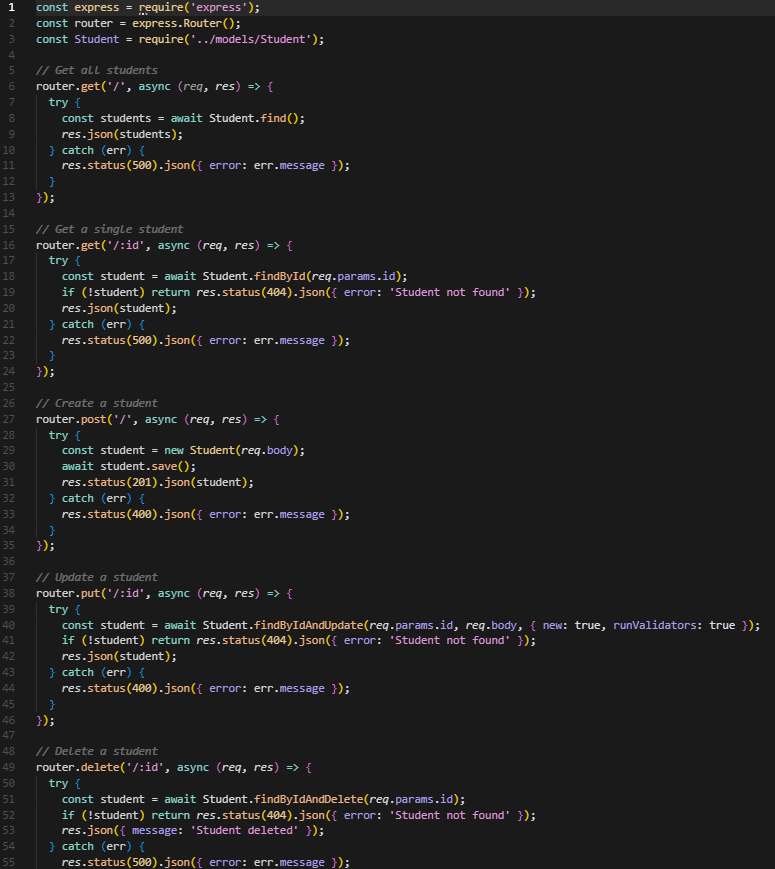 1 const express = require('express');
2 const router = express.Router();
3 const Student = require('../models/Student');
4
5 // Get all students
6 router.get('/', async (req, res) => {
7   try {
8     const students = await Student.find();
9     res.json(students);
10   } catch (err) {
11     res.status(500).json({ error: err.message });
12   }
13 });
14
15 // Get a single student
16 router.get('/:id', async (req, res) => {
17   try {
18     const student = await Student.findById(req.params.id);
19     if (!student) return res.status(404).json({ error: 'Student not found' });
20     res.json(student);
21   } catch (err) {
22     res.status(500).json({ error: err.message });
23   }
24 });
25
26 // Create a student
27 router.post('/', async (req, res) => {
28   try {
29     const student = new Student(req.body);
30     await student.save();
31     res.status(201).json(student);
32   } catch (err) {
33     res.status(400).json({ error: err.message });
34   }
35 });
36
37 // Update a student
38 router.put('/:id', async (req, res) => {
39   try {
40     const student = await Student.findByIdAndUpdate(req.params.id, req.body, { new: true, runValidators: true });
41     if (!student) return res.status(404).json({ error: 'Student not found' });
42     res.json(student);
43   } catch (err) {
44     res.status(400).json({ error: err.message });
45   }
46 });
47
48 // Delete a student
49 router.delete('/:id', async (req, res) => {
50   try {
51     const student = await Student.findByIdAndDelete(req.params.id);
52     if (!student) return res.status(404).json({ error: 'Student not found' });
53     res.json({ message: 'Student deleted' });
54   } catch (err) {
55     res.status(500).json({ error: err.message });